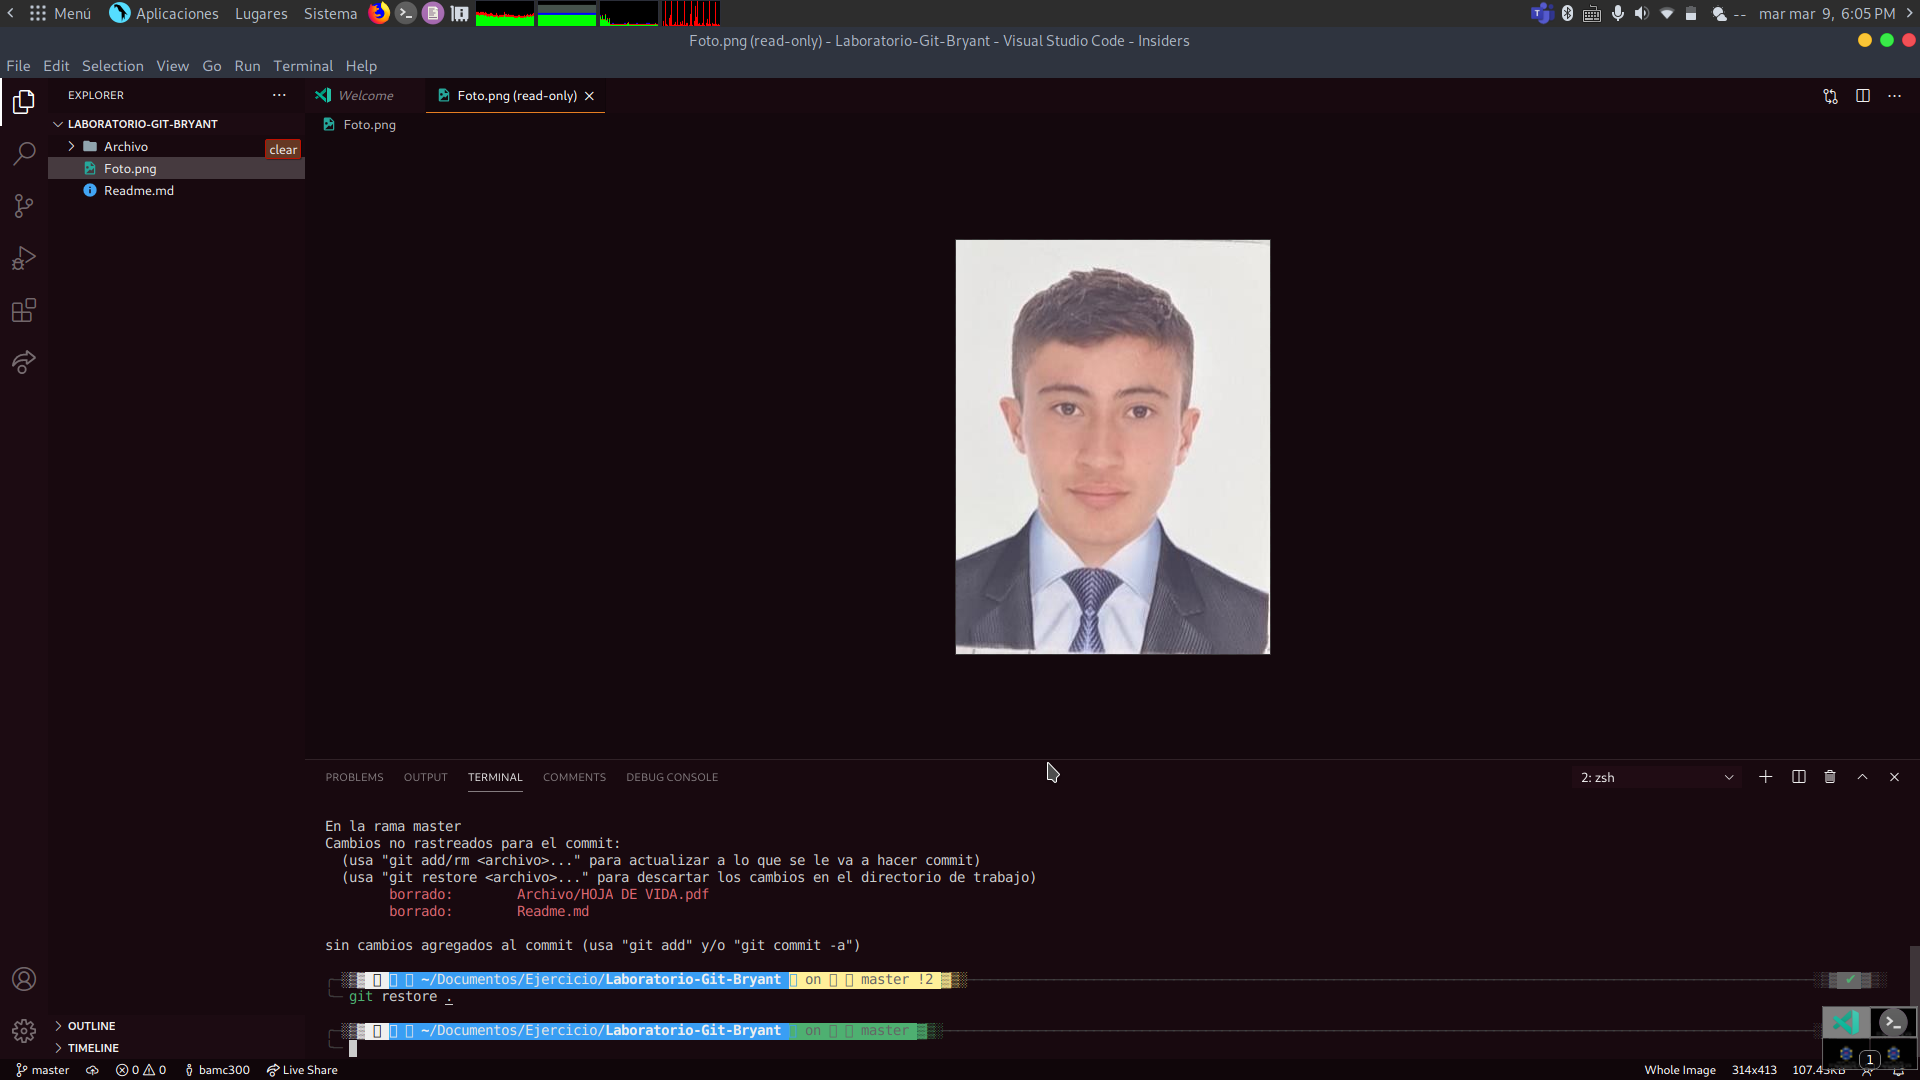 Menú Aplicaciones Lugares Sistema -- mar mar 9, 6:05 PM
Foto.png (read-only) - Laboratorio-Git-Bryant - Visual Studio Code - Insiders
File Edit Selection View Go Run Terminal Help
EXPLORER
Welcome
Foto.png (read-only)
LABORATORIO-GIT-BRYANT
Foto.png
Archivo
clear
Foto.png
Readme.md
PROBLEMS OUTPUT TERMINAL COMMENTS DEBUG CONSOLE
2: zsh
En la rama master
Cambios no rastreados para el commit:
(usa "git add/rm <archivo>..." para actualizar a lo que se le va a hacer commit)
(usa "git restore <archivo>..." para descartar los cambios en el directorio de trabajo)
borrado: Archivo/HOJA DE VIDA.pdf
borrado: Readme.md
sin cambios agregados al commit (usa "git add" y/o "git commit -a")
~/Documentos/Ejercicio/Laboratorio-Git-Bryant on master !2
git restore .
~/Documentos/Ejercicio/Laboratorio-Git-Bryant on master
OUTLINE
TIMELINE
master 0 0 bamc300 Live Share
Whole Image 314x413
1